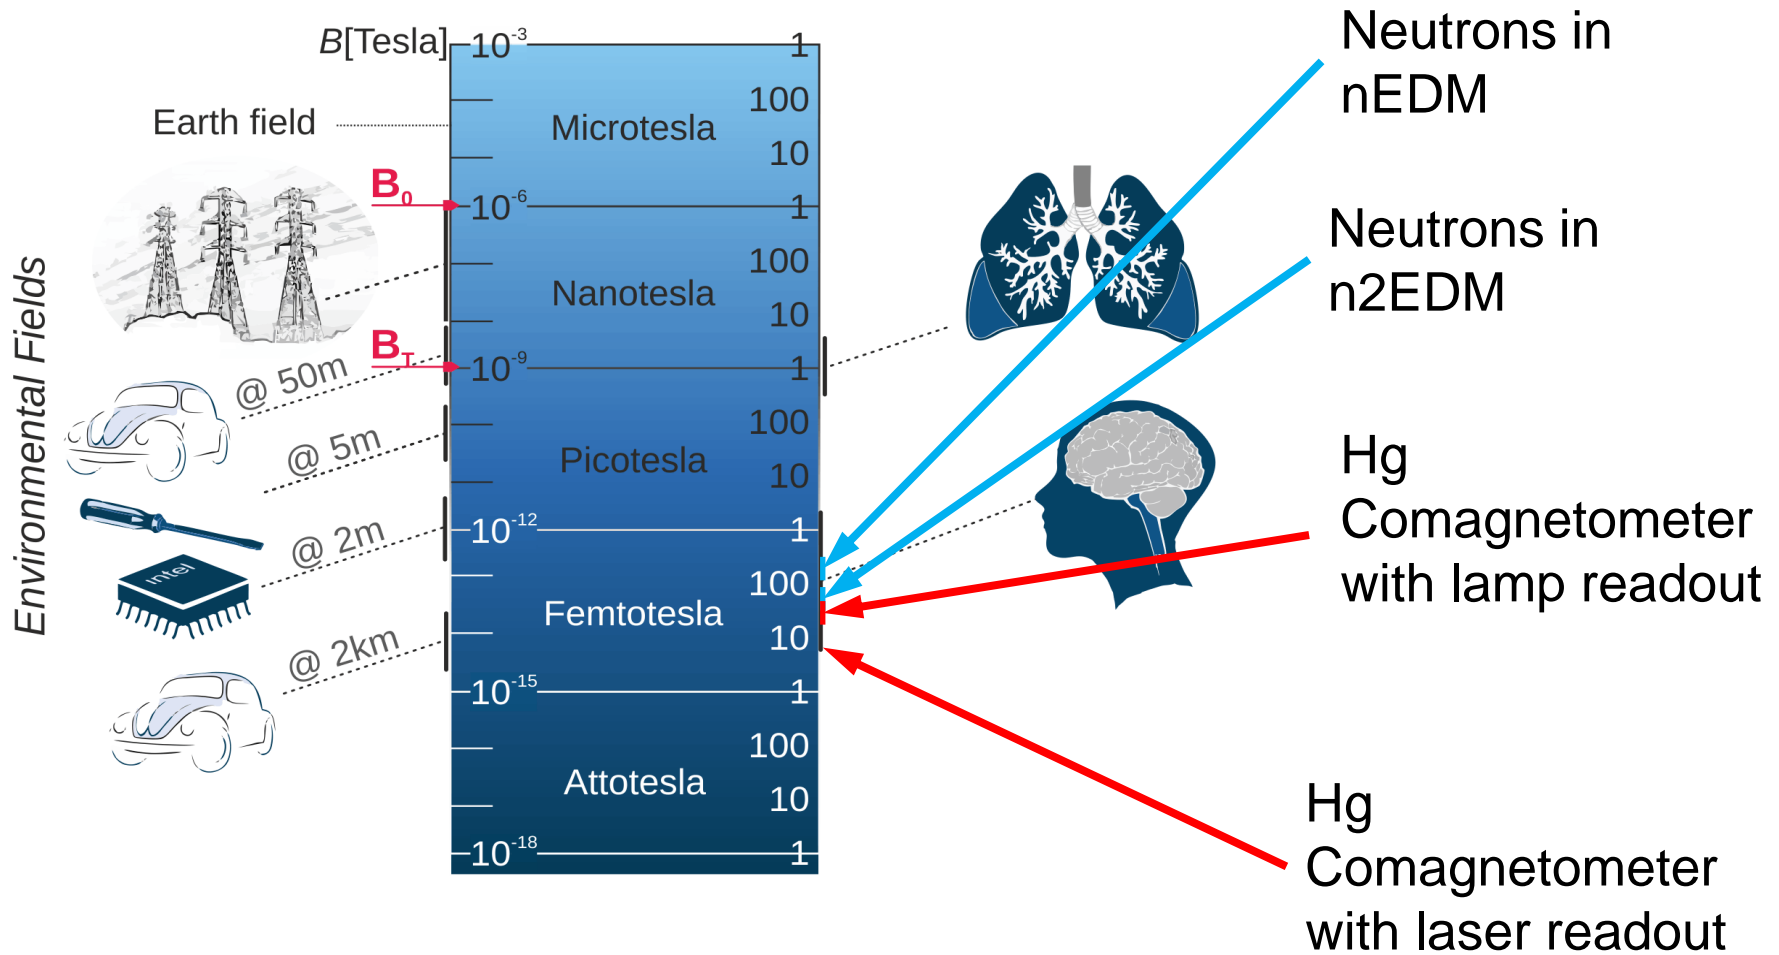 B[Tesla]
10⁻³
1
100
Earth field
Microtesla
10
B₀
10⁻⁶
1
100
Nanotesla
10
B_T
10⁻⁹
1
@ 50m
100
@ 5m
Picotesla
10
10⁻¹²
1
@ 2m
intel
100
Femtotesla
10
@ 2km
10⁻¹⁵
1
100
Attotesla
10
10⁻¹⁸
1
Environmental Fields
Neutrons in
nEDM
Neutrons in
n2EDM
Hg
Comagnetometer
with lamp readout
Hg
Comagnetometer
with laser readout